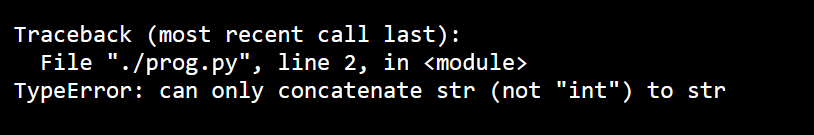 Traceback (most recent call last):
  File "./prog.py", line 2, in <module>
TypeError: can only concatenate str (not "int") to str